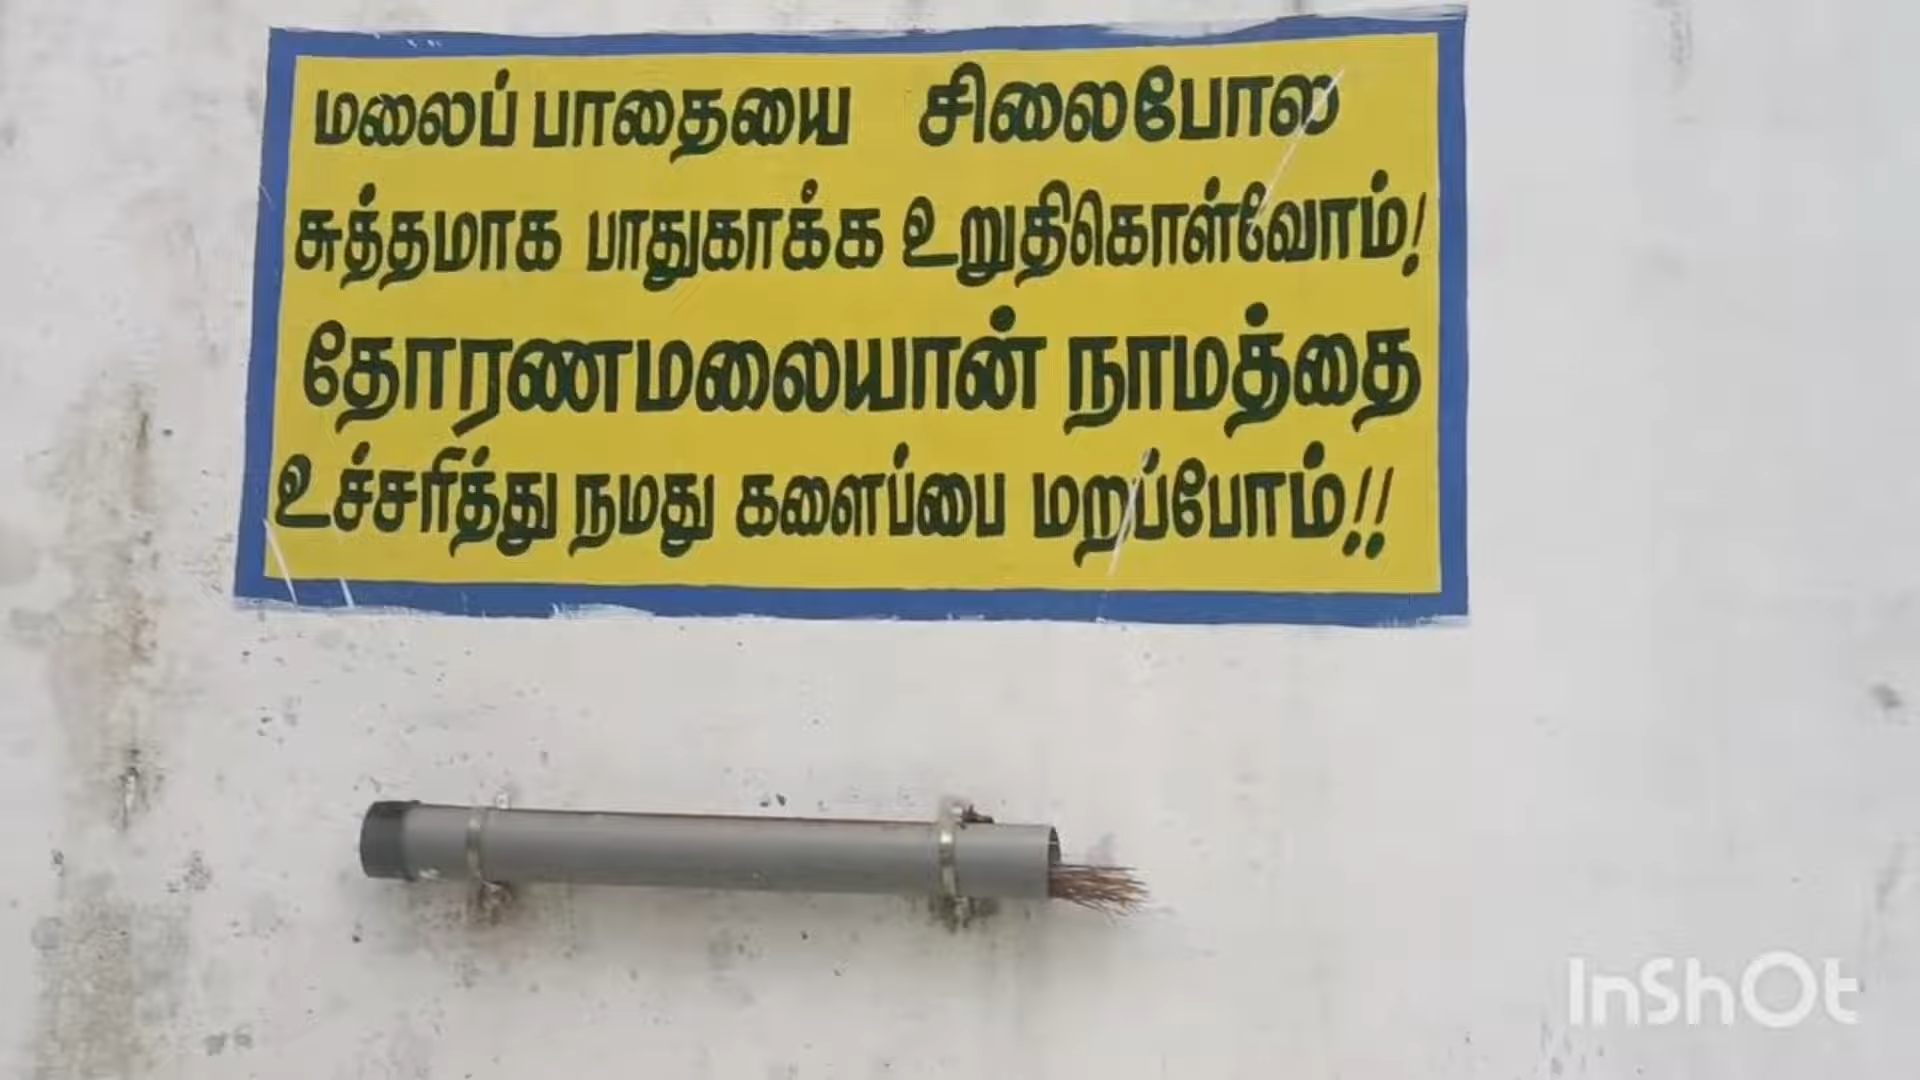 மலைப் பாதையை சிலைபோல
சுத்தமாக பாதுகாக்க உறுதிகொள்வோம்!
தோரணமலையான் நாமத்தை
உச்சரித்து நமது களைப்பை மறப்போம்!!
InShOt